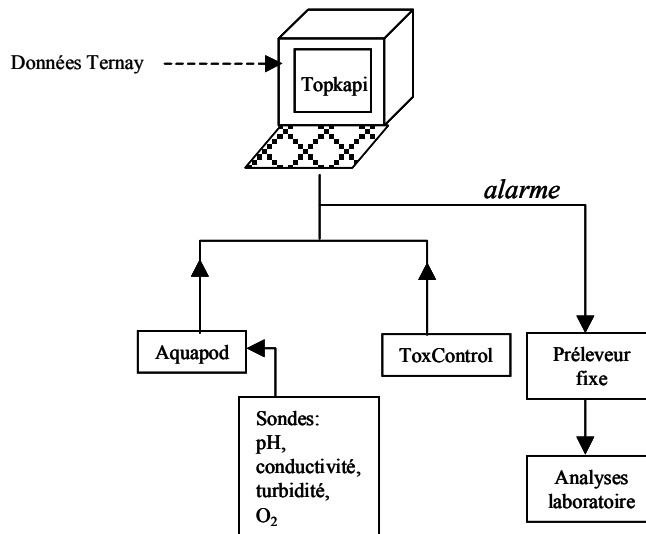 Données Ternay
Topkapi
alarme
Aquapod
ToxControl
Préleveur
fixe
Sondes:
pH,
conductivité,
turbidité,
O₂
Analyses
laboratoire